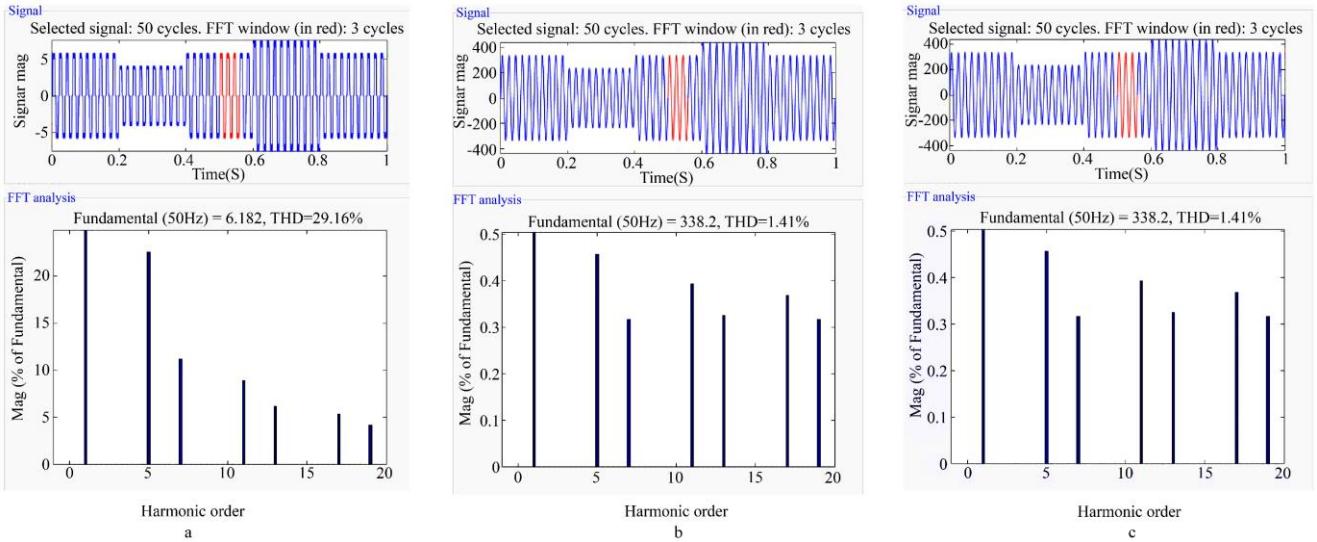 Signal
Selected signal: 50 cycles. FFT window (in red): 3 cycles
Signar mag
5
0
-5
0
0.2
0.4
0.6
0.8
1
Time(S)
FFT analysis
Fundamental (50Hz) = 6.182, THD=29.16%
Mag (% of Fundamental)
20
15
10
5
0
0
5
10
15
20
Harmonic order
a
Signal
Selected signal: 50 cycles. FFT window (in red): 3 cycles
Signar mag
400
200
0
-200
-400
0
0.2
0.4
0.6
0.8
1
Time(S)
FFT analysis
Fundamental (50Hz) = 338.2, THD=1.41%
Mag (% of Fundamental)
0.5
0.4
0.3
0.2
0.1
0
0
5
10
15
20
Harmonic order
b
Signal
Selected signal: 50 cycles. FFT window (in red): 3 cycles
Signar mag
400
200
0
-200
-400
0
0.2
0.4
0.6
0.8
1
Time(S)
FFT analysis
Fundamental (50Hz) = 338.2, THD=1.41%
Mag (% of Fundamental)
0.5
0.4
0.3
0.2
0.1
0
0
5
10
15
20
Harmonic order
c